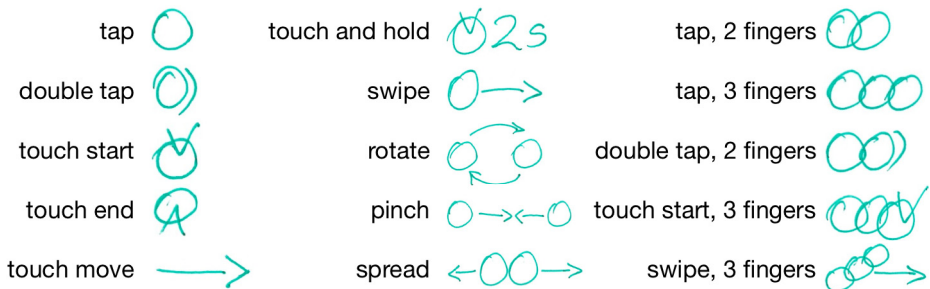 tap
double tap
touch start
touch end
touch move
touch and hold 2s
swipe
rotate
pinch
spread
tap, 2 fingers
tap, 3 fingers
double tap, 2 fingers
touch start, 3 fingers
swipe, 3 fingers